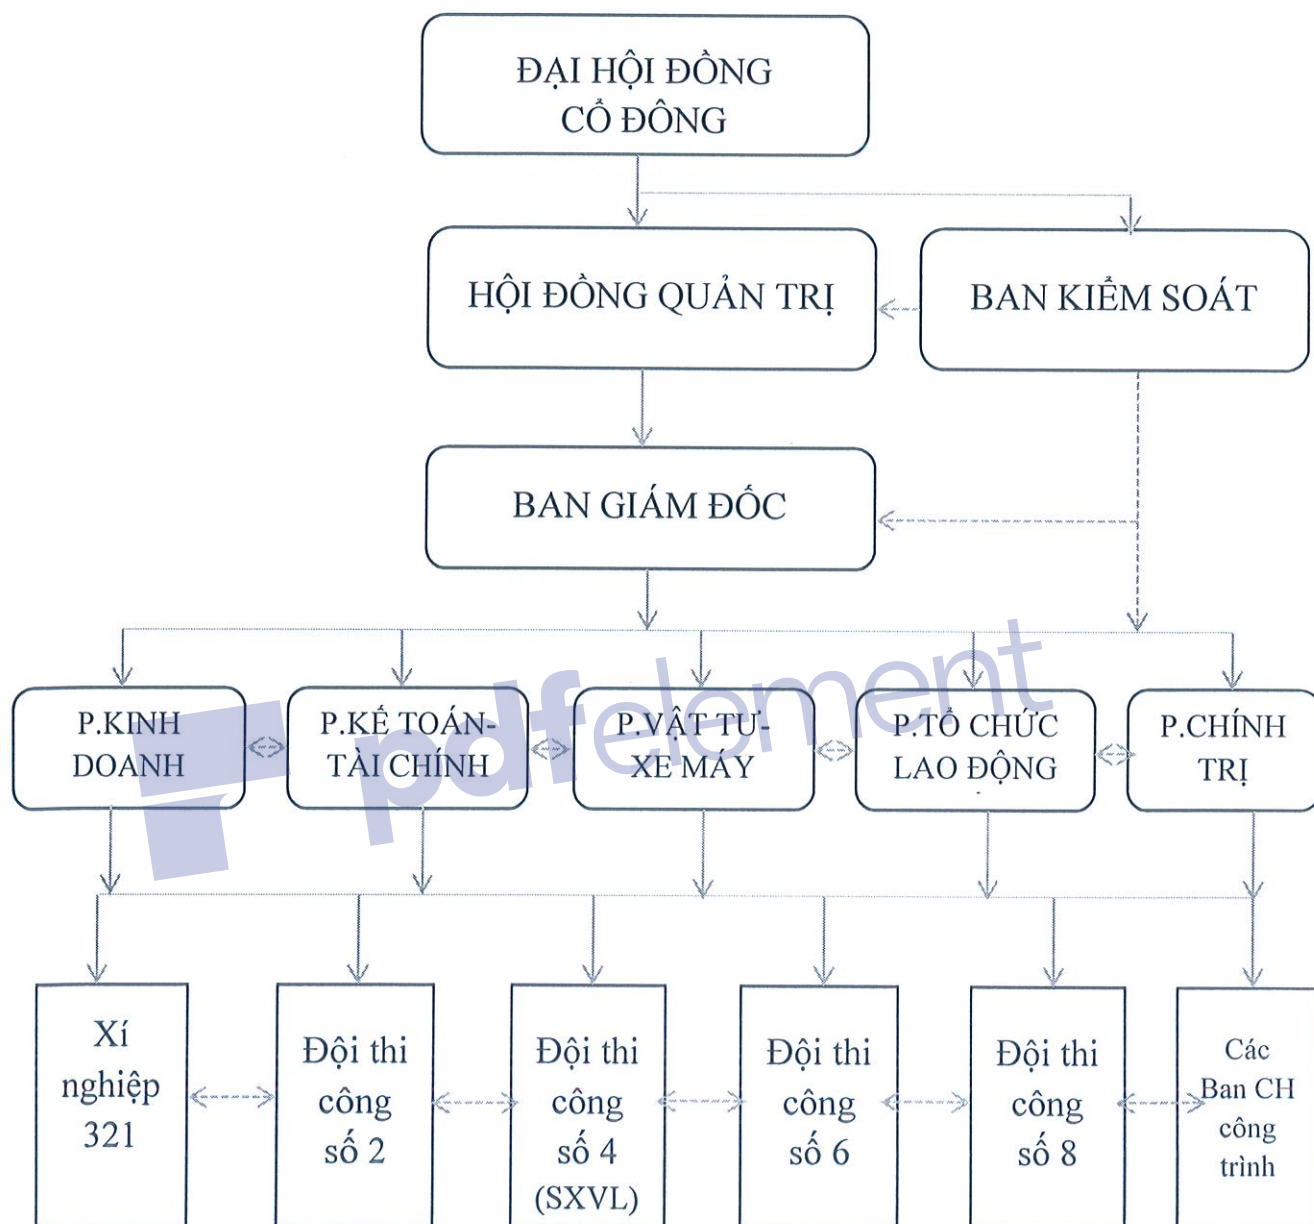 ĐẠI HỘI ĐỒNG
CỔ ĐÔNG
HỘI ĐỒNG QUẢN TRỊ
BAN KIỂM SOÁT
BAN GIÁM ĐỐC
P.KINH
DOANH
P.KẾ TOÁN-
TÀI CHÍNH
P.VẬT TƯ-
XE MÁY
P.TỔ CHỨC
LAO ĐỘNG
P.CHÍNH
TRỊ
pdfelement
Xí
nghiệp
321
Đội thi
công
số 2
Đội thi
công
số 4
(SXVL)
Đội thi
công
số 6
Đội thi
công
số 8
Các
Ban CH
công
trình